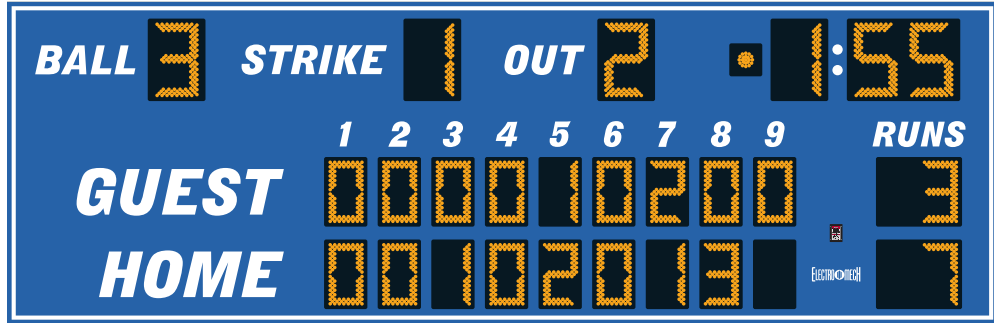 BALL 3 STRIKE 1 OUT 2 1:55
1 2 3 4 5 6 7 8 9 RUNS
GUEST 0 0 0 0 1 0 2 0 0 3
HOME 0 0 1 0 2 0 1 3 7
ELECTRO-MECH